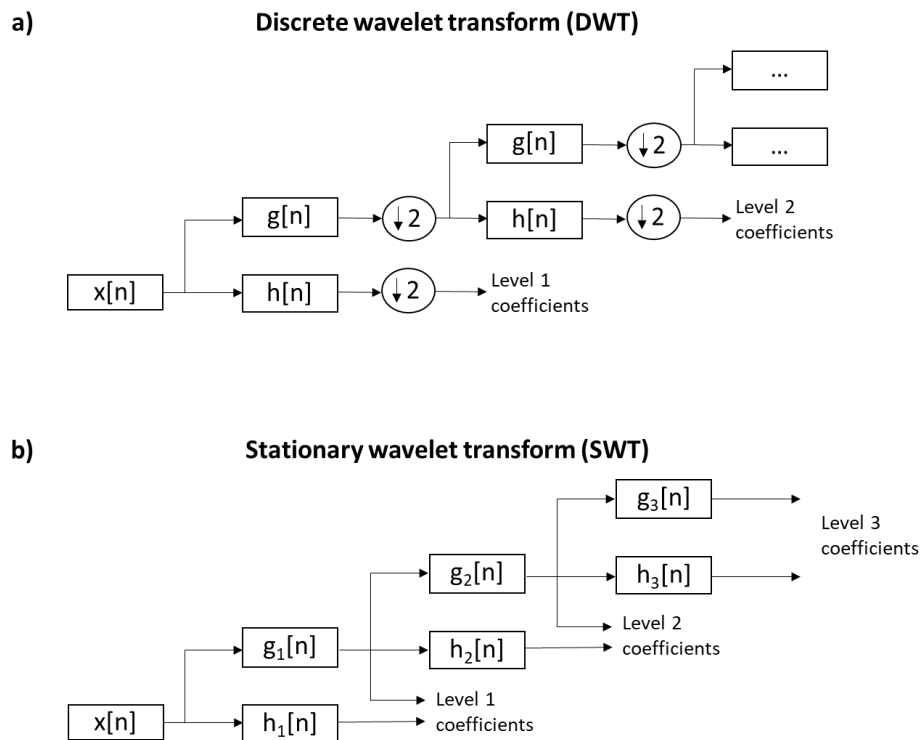 a)
Discrete wavelet transform (DWT)
...
g[n]
↓2
...
g[n]
↓2
h[n]
↓2
Level 2
coefficients
x[n]
h[n]
↓2
Level 1
coefficients
b)
Stationary wavelet transform (SWT)
g₃[n]
Level 3
coefficients
g₂[n]
h₃[n]
Level 2
coefficients
g₁[n]
h₂[n]
Level 1
coefficients
x[n]
h₁[n]